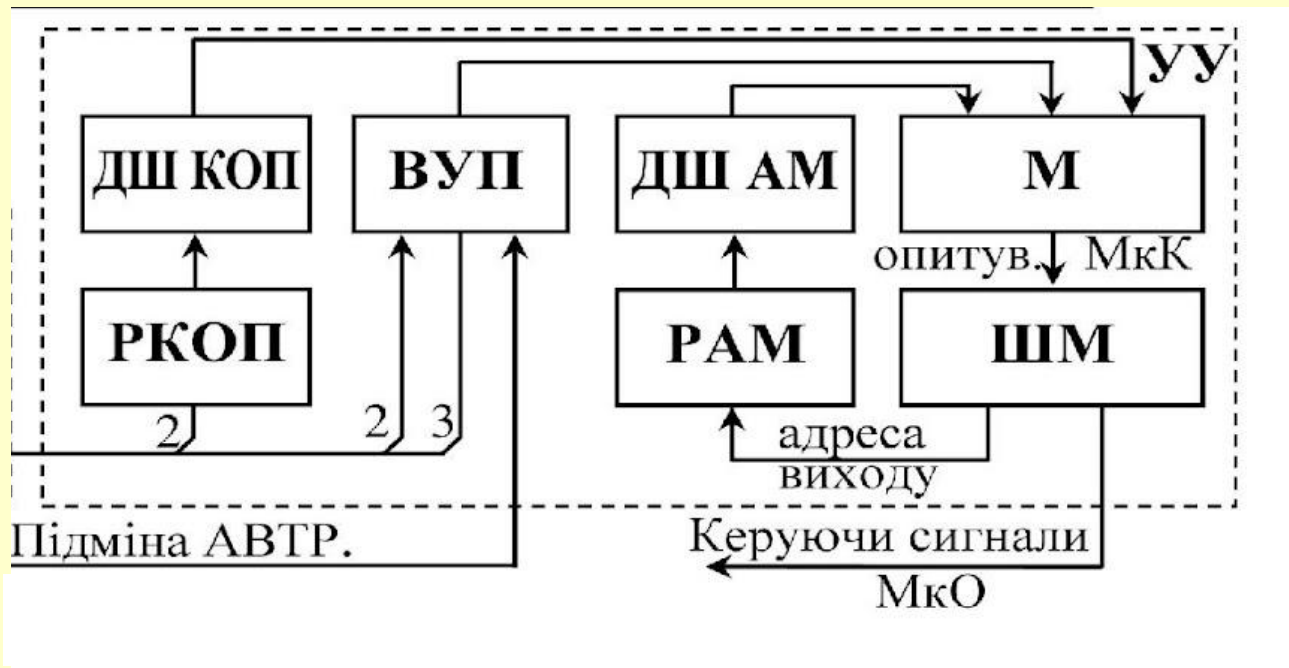 УУ
ДШ КОП
ВУП
ДШ АМ
М
опитув.
МкК
РКОП
РАМ
ШМ
2
2
3
адреса
виходу
Підміна АВТР.
Керуючи сигнали
МкО